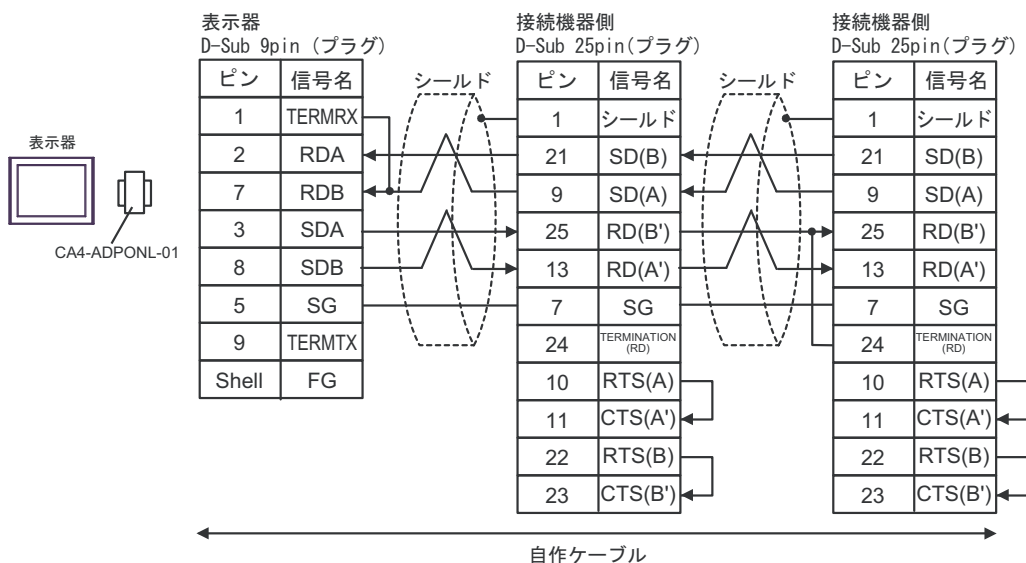 表示器
CA4-ADPONL-01
表示器
D-Sub 9pin (プラグ)
ピン 信号名
1 TERMRX
2 RDA
7 RDB
3 SDA
8 SDB
5 SG
9 TERMTX
Shell FG
シールド
接続機器側
D-Sub 25pin(プラグ)
ピン 信号名
1 シールド
21 SD(B)
9 SD(A)
25 RD(B')
13 RD(A')
7 SG
24 TERMINATION (RD)
10 RTS(A)
11 CTS(A')
22 RTS(B)
23 CTS(B')
シールド
接続機器側
D-Sub 25pin(プラグ)
ピン 信号名
1 シールド
21 SD(B)
9 SD(A)
25 RD(B')
13 RD(A')
7 SG
24 TERMINATION (RD)
10 RTS(A)
11 CTS(A')
22 RTS(B)
23 CTS(B')
自作ケーブル